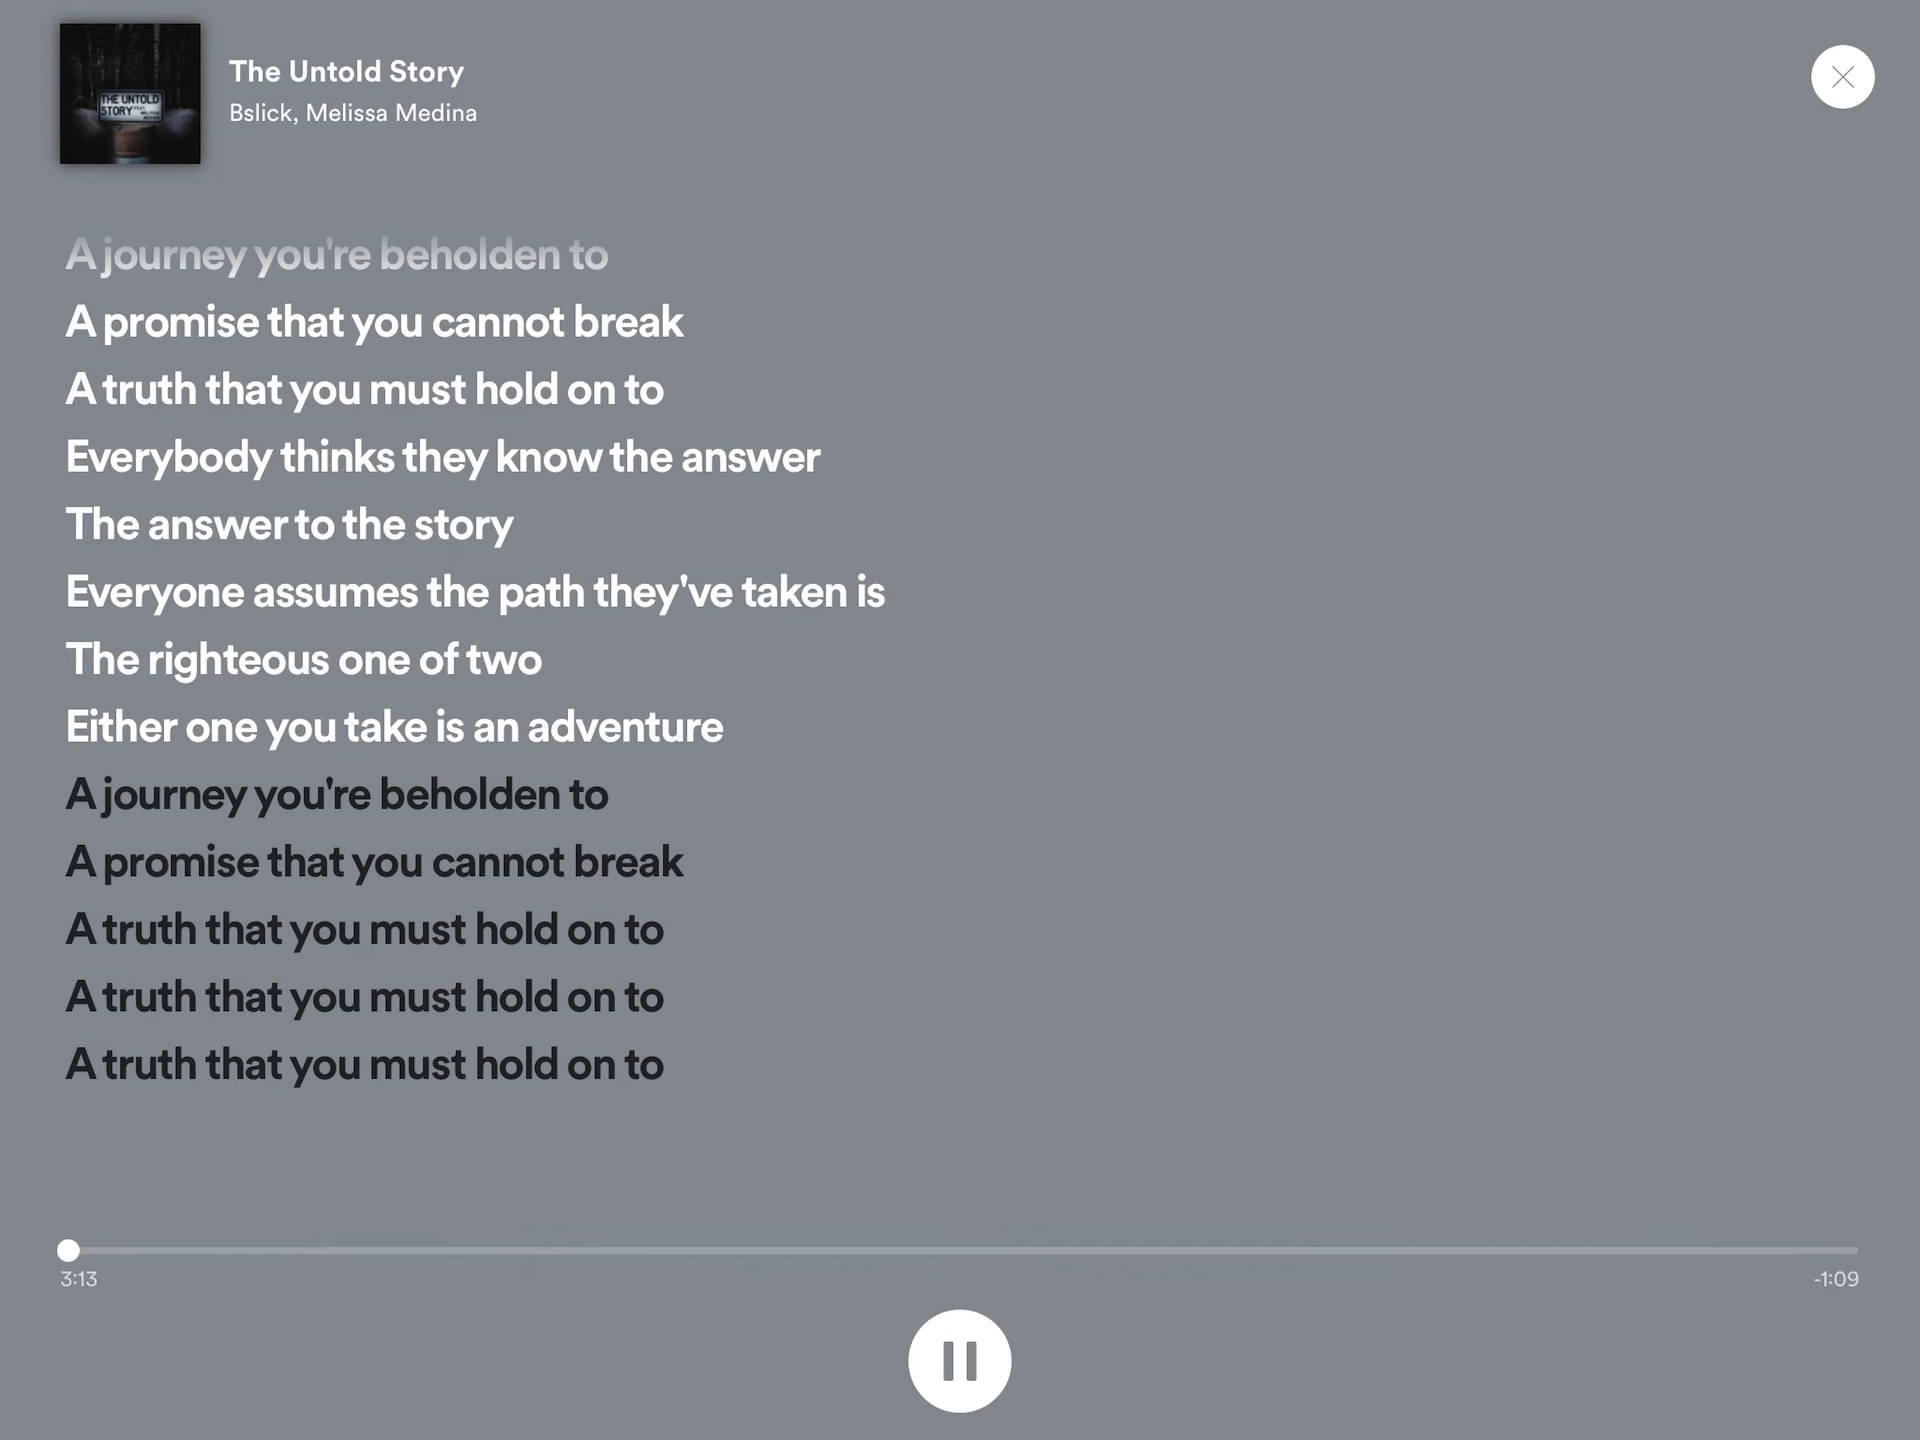 THE UNTOLD
STORY
The Untold Story
Bslick, Melissa Medina
A journey you're beholden to
A promise that you cannot break
A truth that you must hold on to
Everybody thinks they know the answer
The answer to the story
Everyone assumes the path they've taken is
The righteous one of two
Either one you take is an adventure
A journey you're beholden to
A promise that you cannot break
A truth that you must hold on to
A truth that you must hold on to
A truth that you must hold on to
3:13
-1:09